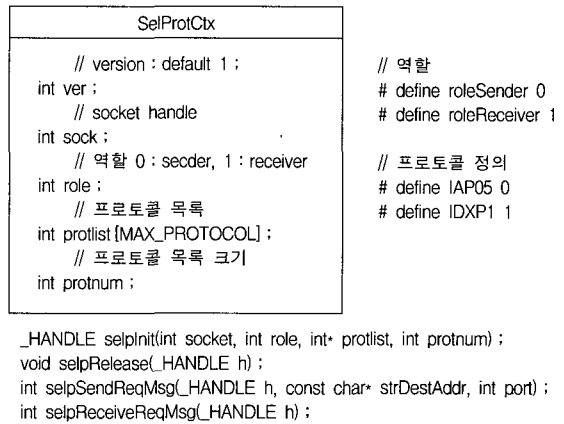 SelProtCtx
// version : default 1 ;
int ver ;
// socket handle
int sock ;
// 역할 0 : secder, 1 : receiver
int role ;
// 프로토콜 목록
int protlist[MAX_PROTOCOL] ;
// 프로토콜 목록 크기
int protnum ;
// 역할
# define roleSender 0
# define roleReceiver 1
// 프로토콜 정의
# define IAP05 0
# define IDXP1 1
_HANDLE selpInit(int socket, int role, int* protlist, int protnum) ;
void selpRelease(_HANDLE h) ;
int selpSendReqMsg(_HANDLE h, const char* strDestAddr, int port) ;
int selpReceiveReqMsg(_HANDLE h) ;